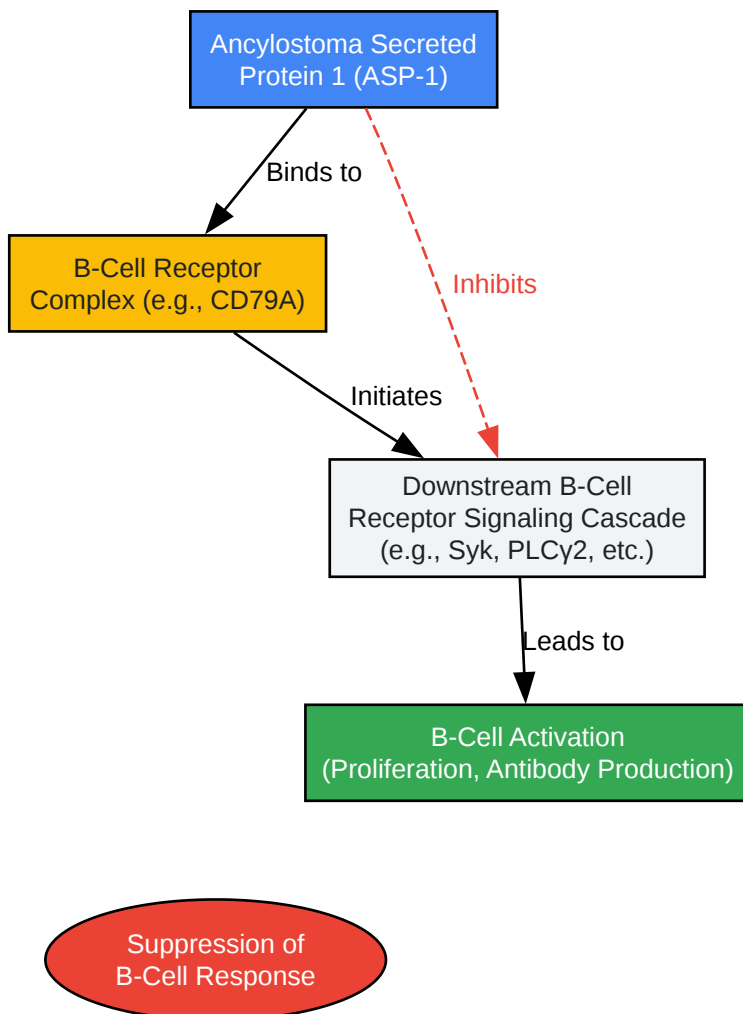 Ancylostoma Secreted
Protein 1 (ASP-1)
Binds to
B-Cell Receptor
Complex (e.g., CD79A)
Inhibits
Initiates
Downstream B-Cell
Receptor Signaling Cascade
(e.g., Syk, PLCγ2, etc.)
Leads to
B-Cell Activation
(Proliferation, Antibody Production)
Suppression of
B-Cell Response